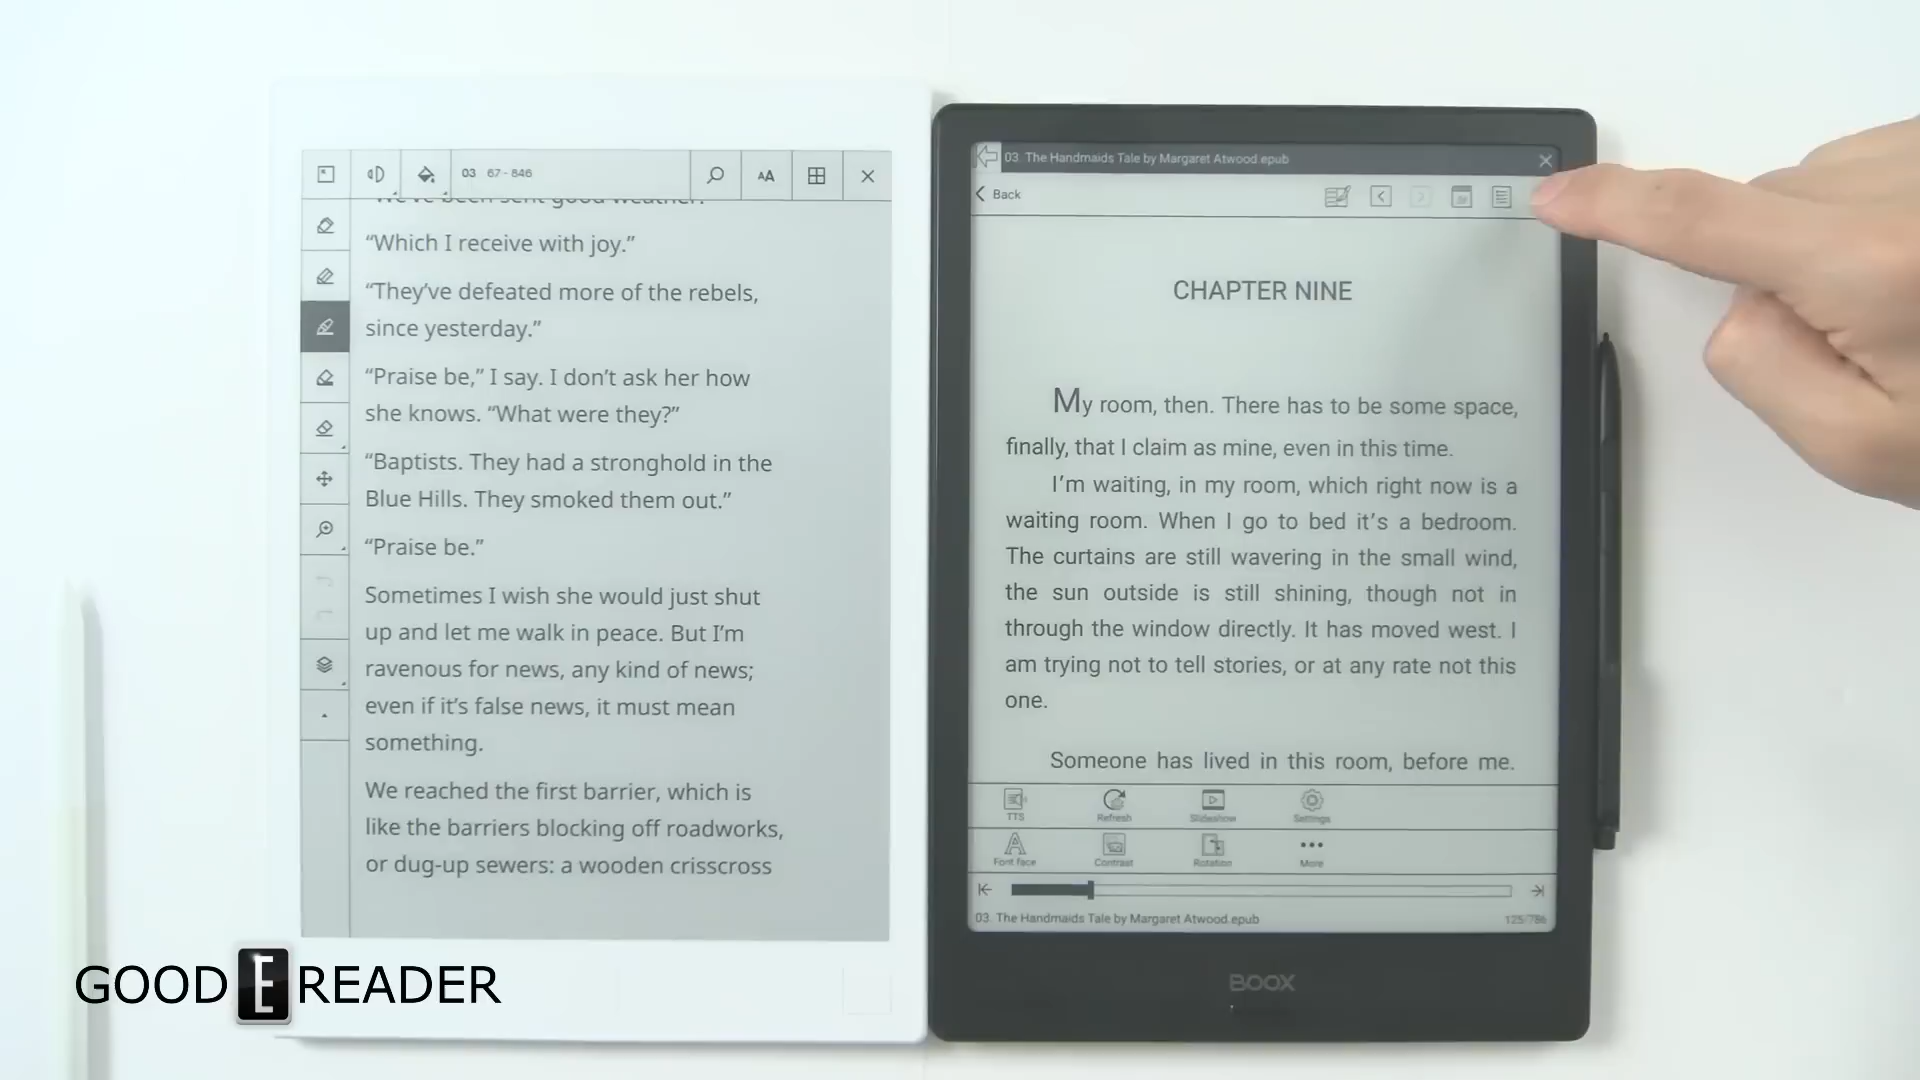 03 67 - 846
AA
“We’ve been sent good weather.”
“Which I receive with joy.”
“They’ve defeated more of the rebels,
since yesterday.”
“Praise be,” I say. I don’t ask her how
she knows. “What were they?”
“Baptists. They had a stronghold in the
Blue Hills. They smoked them out.”
“Praise be.”
Sometimes I wish she would just shut
up and let me walk in peace. But I’m
ravenous for news, any kind of news;
even if it’s false news, it must mean
something.
We reached the first barrier, which is
like the barriers blocking off roadworks,
or dug-up sewers: a wooden crisscross
03. The Handmaids Tale by Margaret Atwood.epub
Back
CHAPTER NINE
My room, then. There has to be some space,
finally, that I claim as mine, even in this time.
I’m waiting, in my room, which right now is a
waiting room. When I go to bed it’s a bedroom.
The curtains are still wavering in the small wind,
the sun outside is still shining, though not in
through the window directly. It has moved west. I
am trying not to tell stories, or at any rate not this
one.
Someone has lived in this room, before me.
TTS Refresh Slideshow Settings
Font face Contrast Rotation More
03. The Handmaids Tale by Margaret Atwood.epub 125/786
BOOX
GOOD E READER